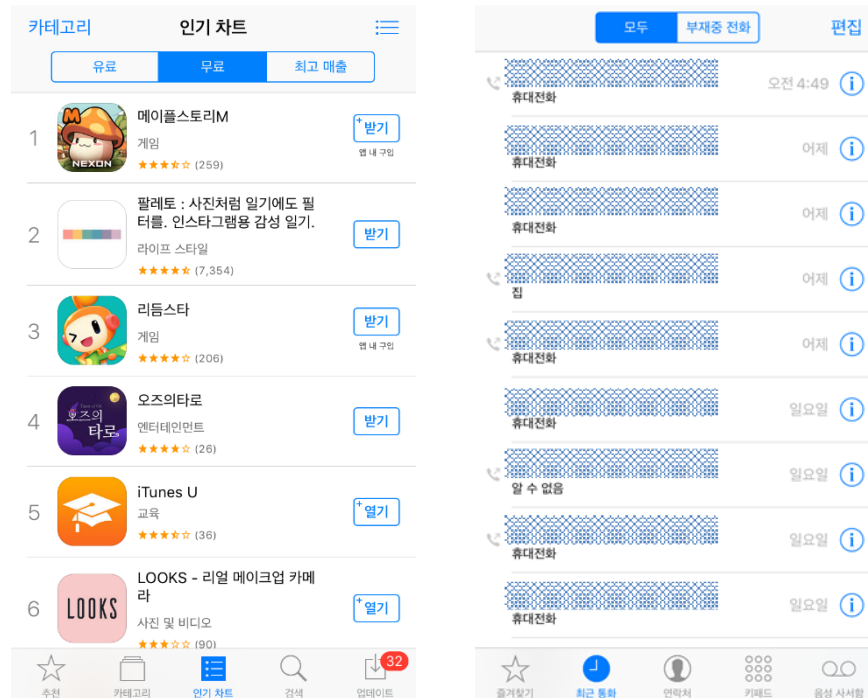 카테고리
인기 차트
유료
무료
최고 매출
1
M
NEXON
메이플스토리M
게임
★★★⯪☆ (259)
+받기
앱 내 구입
2
팔레토 : 사진처럼 일기에도 필
터를. 인스타그램용 감성 일기.
라이프 스타일
★★★★⯪ (7,354)
받기
3
리듬스타
게임
★★★★☆ (206)
받기
앱 내 구입
4
오즈의
타로
오즈의타로
엔터테인먼트
★★★★☆ (26)
받기
5
iTunes U
교육
★★★⯪☆ (36)
+열기
6
LOOKS
LOOKS - 리얼 메이크업 카메
라
사진 및 비디오
★★★☆☆ (90)
+열기
추천
카테고리
인기 차트
검색
업데이트
32
모두
부재중 전화
편집
휴대전화
오전 4:49
휴대전화
어제
휴대전화
어제
집
어제
휴대전화
어제
휴대전화
일요일
알 수 없음
일요일
휴대전화
일요일
휴대전화
일요일
즐겨찾기
최근 통화
연락처
키패드
음성 사서함